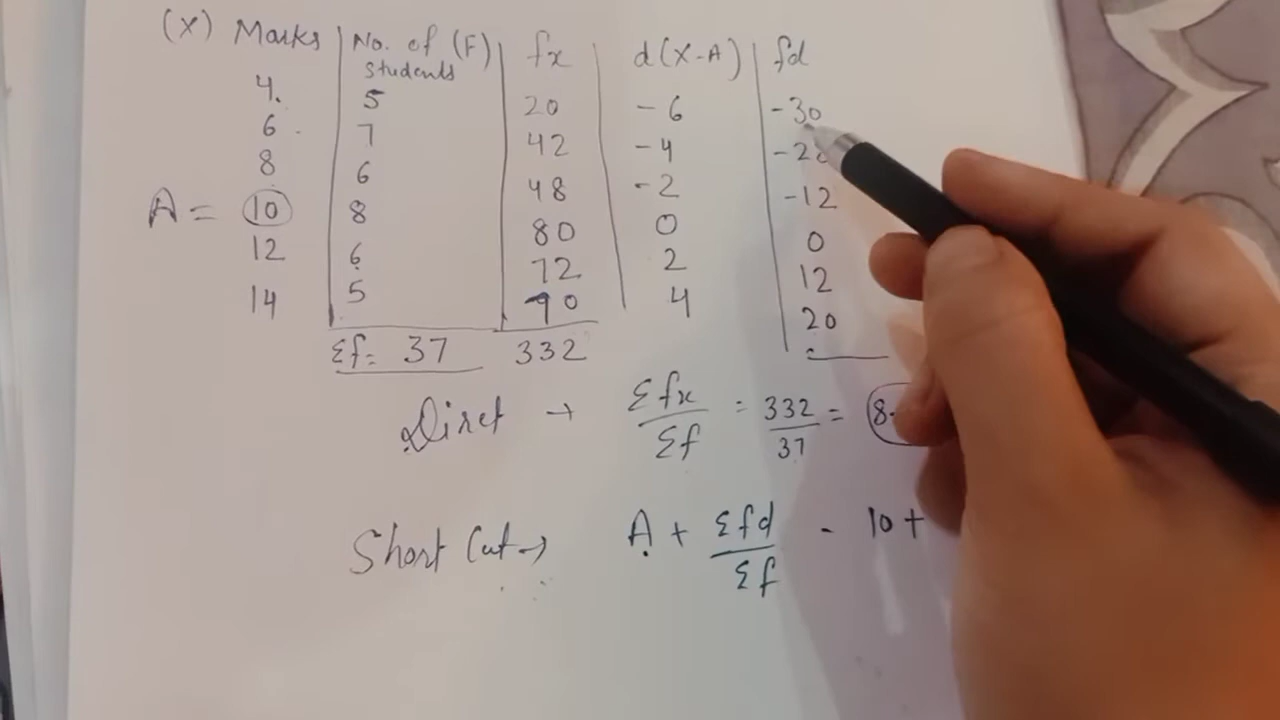 (X) Marks No. of (F) students fx d(X-A) fd
4 5 20 -6 -30
6 7 42 -4
8 6 48 -2 -12
A = 10 8 80 0 0
12 6 72 2 12
14 5 4 20
Σf = 37 332
Diret → Σfx/Σf = 332/37 =
Short Cut → A + Σfd/Σf - 10 +